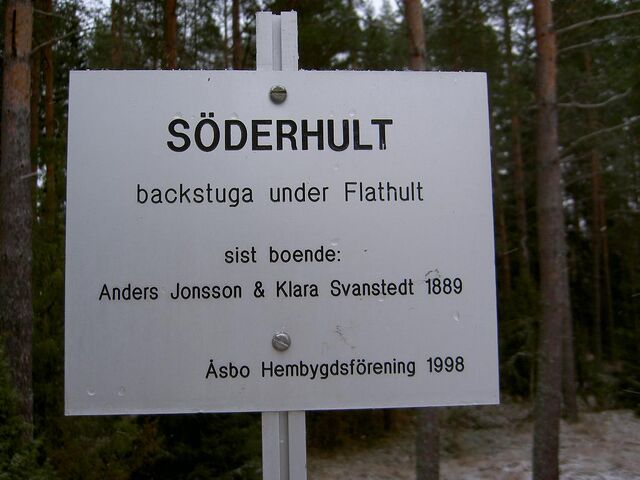 SÖDERHULT
backstuga under Flathult
sist boende:
Anders Jonsson & Klara Svanstedt 1889
Åsbo Hembygdsförening 1998